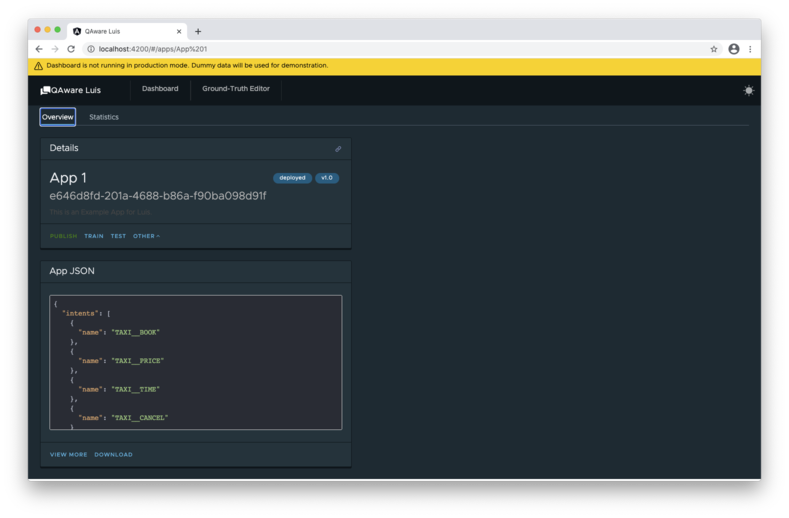 QAware Luis
localhost:4200/#/apps/App%201
Dashboard is not running in production mode. Dummy data will be used for demonstration.
QAware Luis Dashboard Ground-Truth Editor
Overview Statistics
Details
App 1 deployed v1.0
e646d8fd-201a-4688-b86a-f90ba098d91f
This is an Example App for Luis
PUBLISH TRAIN TEST OTHER
App JSON
{
"intents": [
{
"name": "TAXI__BOOK"
},
{
"name": "TAXI__PRICK"
},
{
"name": "TAXI__TIME"
},
{
"name": "TAXI__CANCEL"
}
VIEW MORE DOWNLOAD